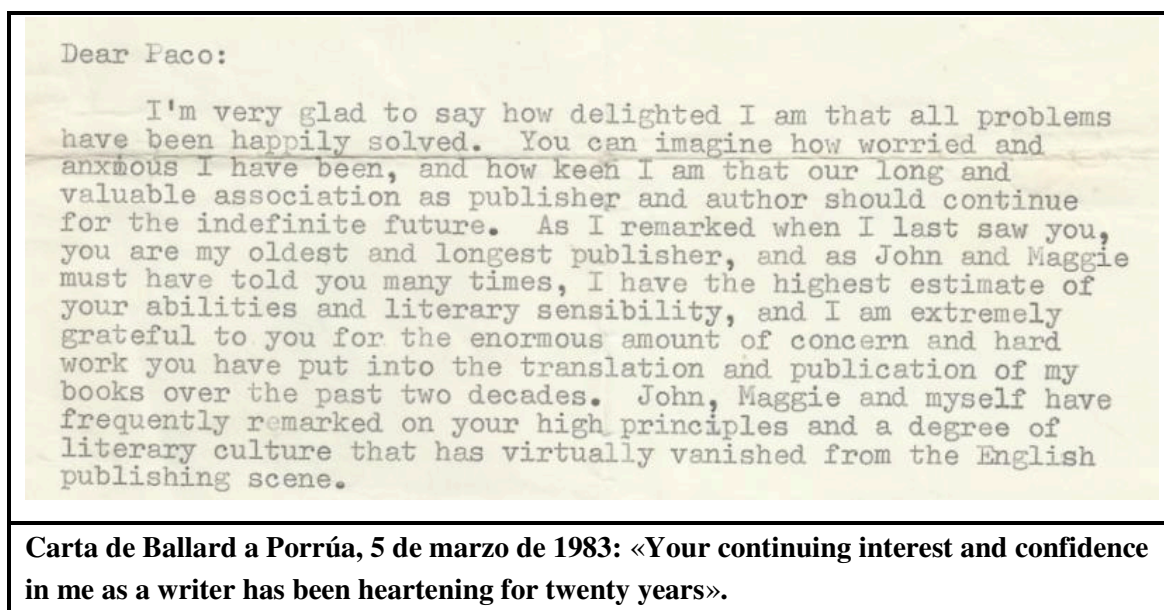 Dear Paco:
I'm very glad to say how delighted I am that all problems
have been happily solved. You can imagine how worried and
anxmous I have been, and how keen I am that our long and
valuable association as publisher and author should continue
for the indefinite future. As I remarked when I last saw you,
you are my oldest and longest publisher, and as John and Maggie
must have told you many times, I have the highest estimate of
your abilities and literary sensibility, and I am extremely
grateful to you for the enormous amount of concern and hard
work you have put into the translation and publication of my
books over the past two decades. John, Maggie and myself have
frequently remarked on your high principles and a degree of
literary culture that has virtually vanished from the English
publishing scene.
Carta de Ballard a Porrúa, 5 de marzo de 1983: «Your continuing interest and confidence
in me as a writer has been heartening for twenty years».